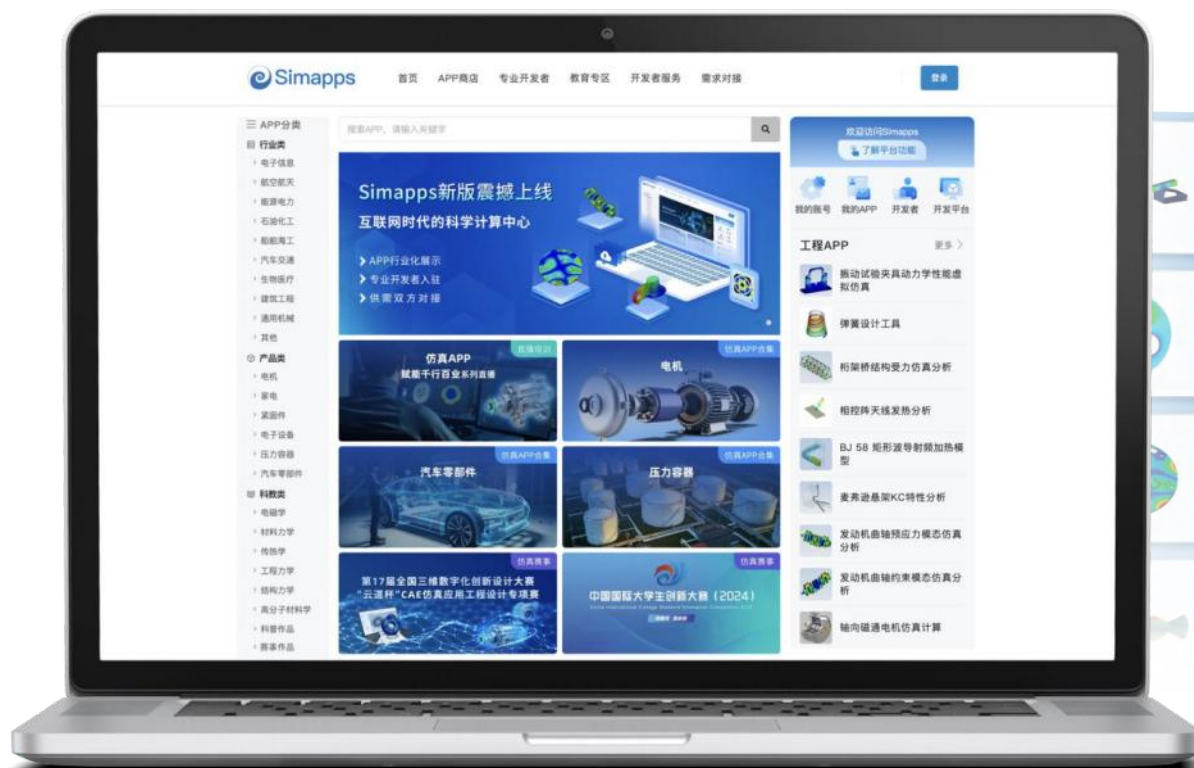 Simapps
首页
APP商店
专业开发者
教育专区
开发者服务
需求对接
登录
APP分类
行业类
电子信息
航空航天
能源电力
石油化工
船舶海工
汽车交通
生物医疗
建筑工程
通用机械
其他
产品类
电机
家电
紧固件
电子设备
压力容器
汽车零部件
科教类
电磁学
材料力学
传热学
工程力学
结构力学
高分子材料学
科普作品
赛事作品
搜索APP，请输入关键字
Simapps新版震撼上线
互联网时代的科学计算中心
APP行业化展示
专业开发者入驻
供需双方对接
仿真APP
赋能千行百业系列直播
仿真APP合集
电机
仿真APP合集
汽车零部件
仿真APP合集
压力容器
仿真赛事
第17届全国三维数字化创新设计大赛
“云道杯”CAE仿真应用工程设计专项赛
仿真赛事
中国国际大学生创新大赛（2024）
欢迎访问Simapps
了解平台功能
我的账号
我的APP
开发者
开发平台
工程APP
更多
振动试验夹具动力学性能虚
拟仿真
弹簧设计工具
桁架桥结构受力仿真分析
相控阵天线发热分析
BJ 58 矩形波导射频加热模
型
麦弗逊悬架KC特性分析
发动机曲轴预应力模态仿真
分析
发动机曲轴约束模态仿真分
析
轴向磁通电机仿真计算